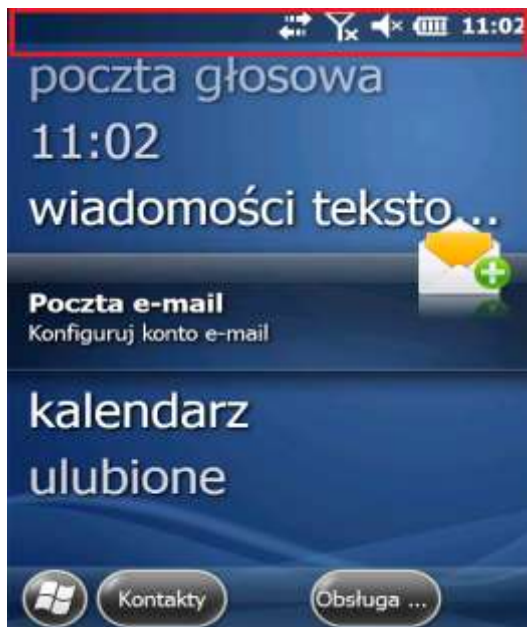 11:02
poczta głosowa
11:02
wiadomości teksto...
Poczta e-mail
Konfiguruj konto e-mail
kalendarz
ulubione
Kontakty
Obsługa ...